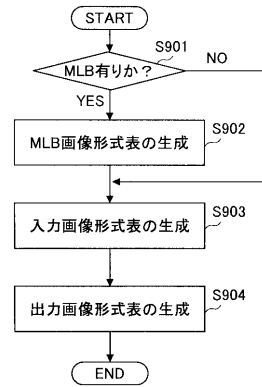 START
S901
MLB有りか？
NO
YES
S902
MLB画像形式表の生成
S903
入力画像形式表の生成
S904
出力画像形式表の生成
END